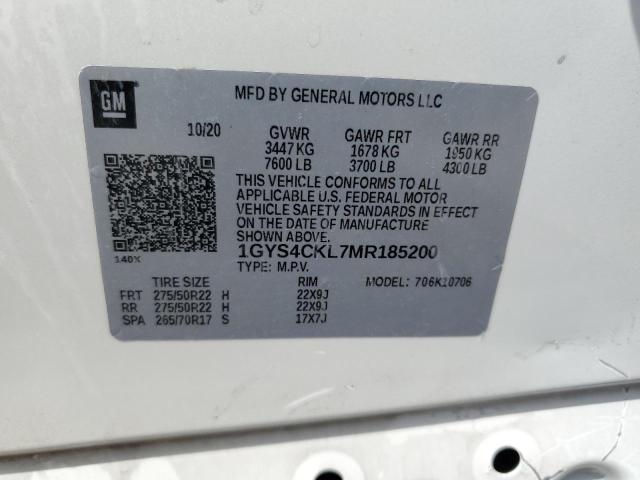 GM
MFD BY GENERAL MOTORS LLC
10/20 GVWR GAWR FRT GAWR RR
3447 KG 1678 KG 1950 KG
7600 LB 3700 LB 4300 LB
THIS VEHICLE CONFORMS TO ALL
APPLICABLE U.S. FEDERAL MOTOR
VEHICLE SAFETY STANDARDS IN EFFECT
ON THE DATE OF MANUFACTURE
SHOWN ABOVE.
1GYS4CKL7MR185200
140X
TYPE: M.P.V. MODEL: 706K10706
TIRE SIZE RIM
FRT 275/50R22 H 22X9J
RR 275/50R22 H 22X9J
SPA 265/70R17 S 17X7J